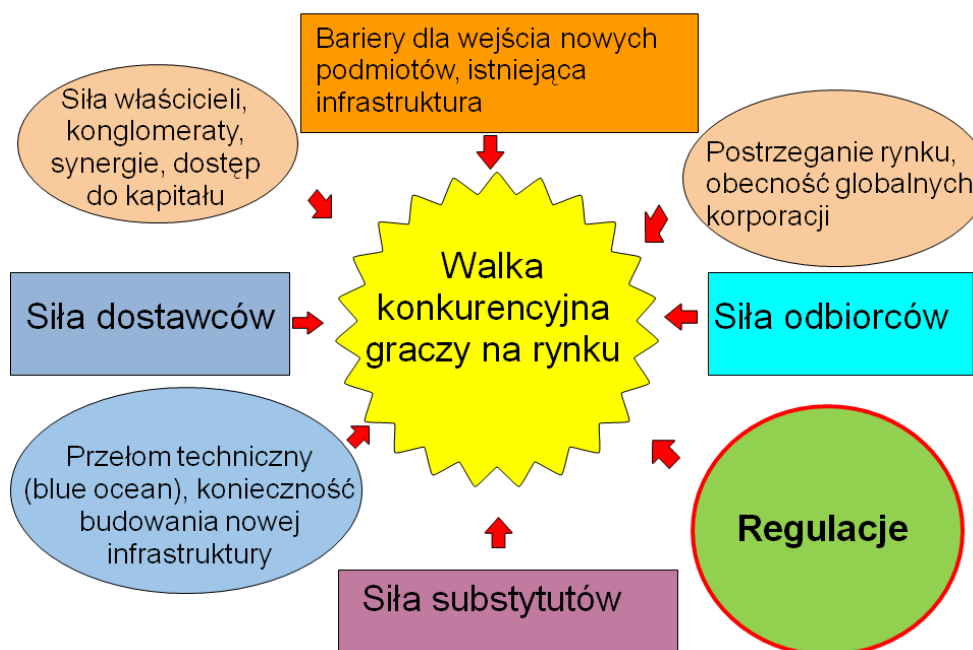 Bariery dla wejścia nowych
podmiotów, istniejąca
infrastruktura
Siła właścicieli,
konglomeraty,
synergie, dostęp
do kapitału
Postrzeganie rynku,
obecność globalnych
korporacji
Walka
konkurencyjna
graczy na rynku
Siła dostawców
Siła odbiorców
Przełom techniczny
(blue ocean), konieczność
budowania nowej
infrastruktury
Regulacje
Siła substytutów